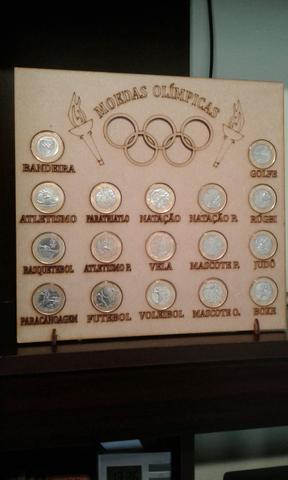 MOEDAS OLÍMPICAS
BANDEIRA GOLFE
ATLETISMO PARATRIATLO NATAÇÃO NATAÇÃO P. RÚGBI
BASQUETEBOL ATLETISMO P. VELA MASCOTE P. JUDÔ
PARACANOAGEM FUTEBOL VOLEIBOL MASCOTE O. BOXE